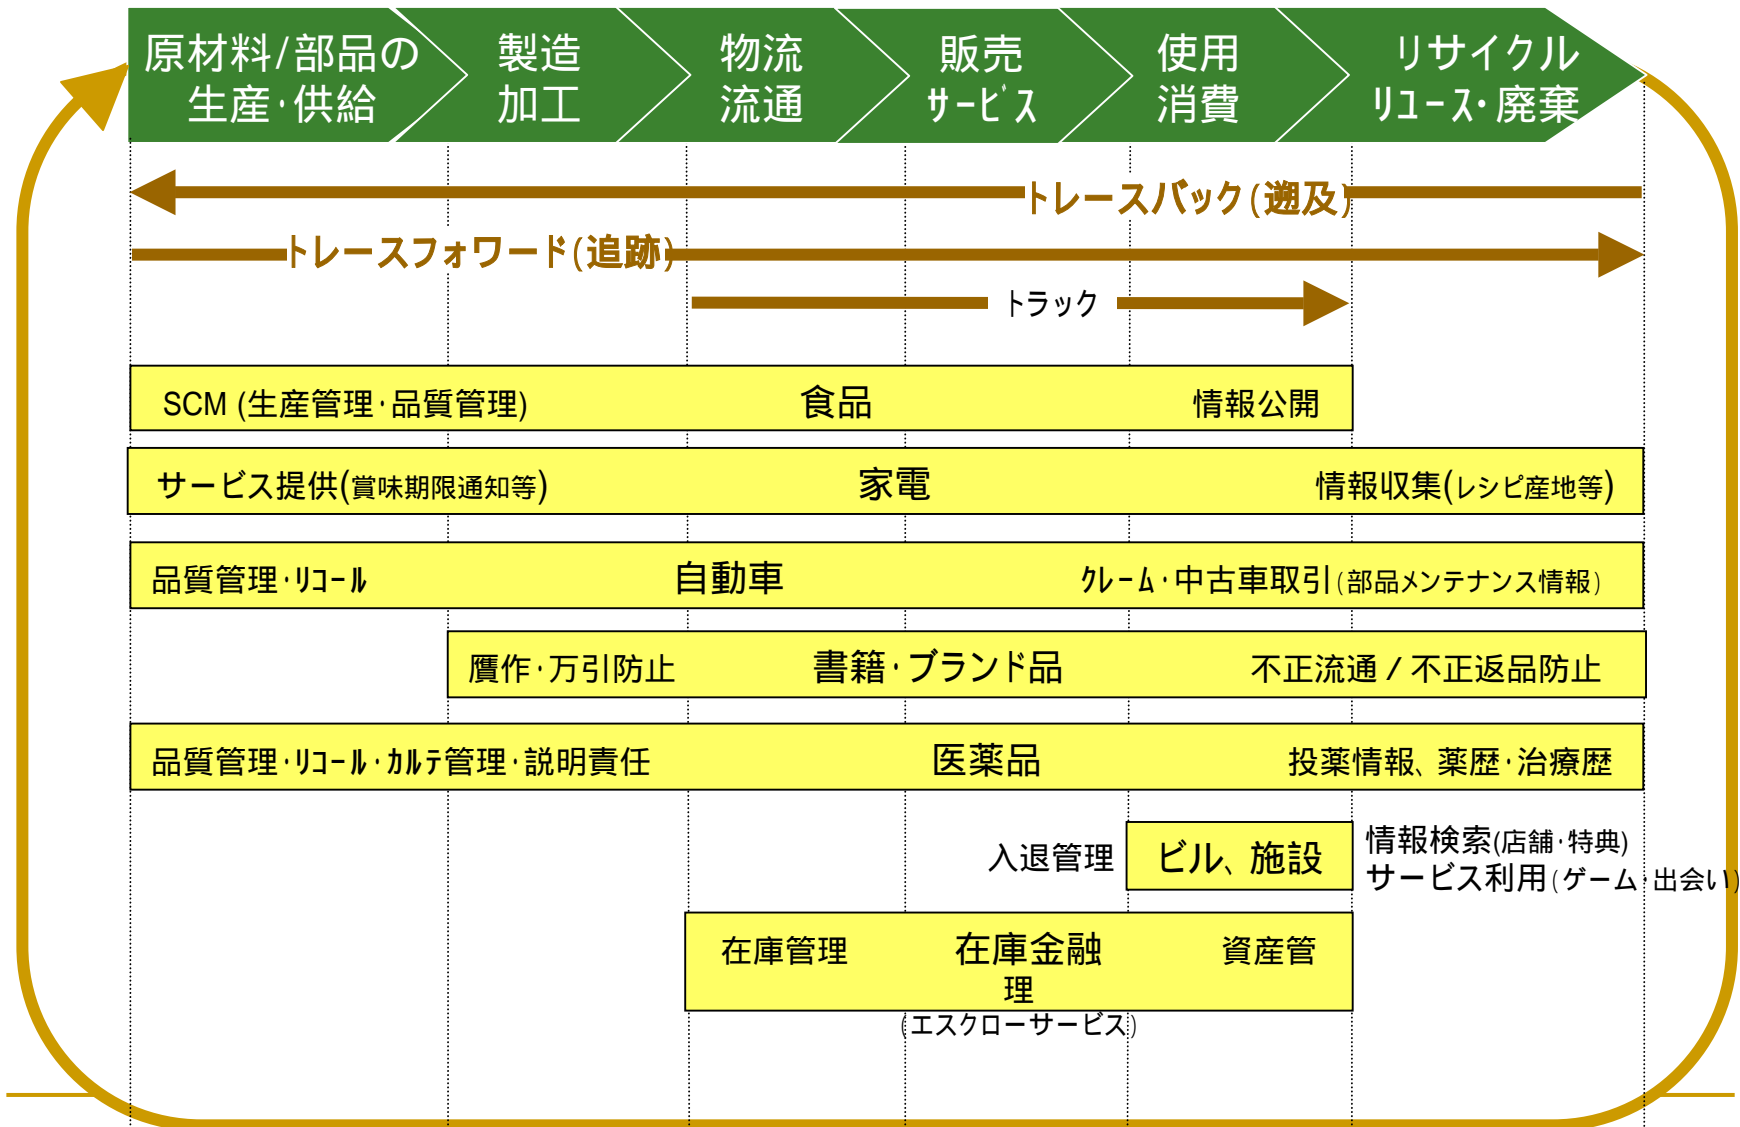 原材料/部品の
生産・供給
製造
加工
物流
流通
販売
サービス
使用
消費
リサイクル
リユース・廃棄
トレースバック(遡及)
トレースフォワード(追跡)
トラック
SCM (生産管理・品質管理) 食品 情報公開
サービス提供(賞味期限通知等) 家電 情報収集(レシピ産地等)
品質管理・リコール 自動車 クレーム・中古車取引(部品メンテナンス情報)
贋作・万引防止 書籍・ブランド品 不正流通 / 不正返品防止
品質管理・リコール・カルテ管理・説明責任 医薬品 投薬情報、薬歴・治療歴
入退管理 ビル、施設
情報検索(店舗・特典)
サービス利用(ゲーム・出会い)
在庫管理 在庫金融 資産管
理
(エスクローサービス)